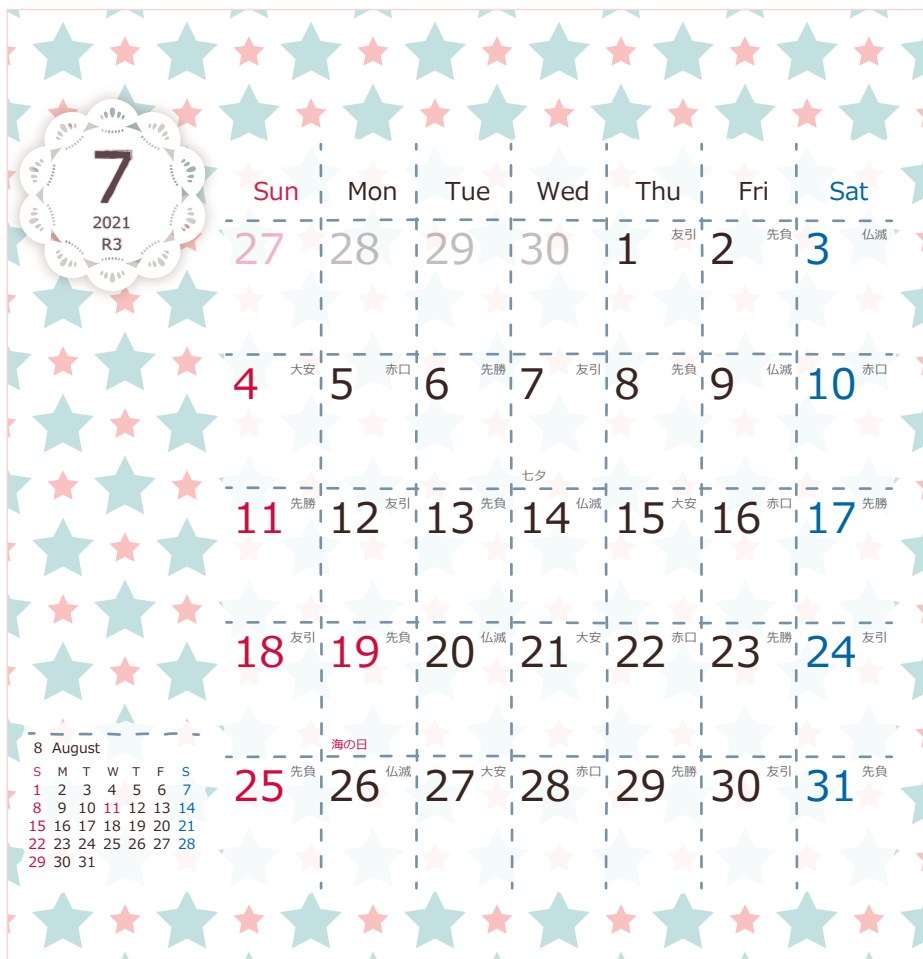 7
2021
R3
Sun Mon Tue Wed Thu Fri Sat
27 28 29 30 1 友引 2 先負 3 仏滅
4 大安 5 赤口 6 先勝 7 友引 8 先負 9 仏滅 10 赤口
七夕
11 先勝 12 友引 13 先負 14 仏滅 15 大安 16 赤口 17 先勝
18 友引 19 先負 20 仏滅 21 大安 22 赤口 23 先勝 24 友引
海の日
25 先負 26 仏滅 27 大安 28 赤口 29 先勝 30 友引 31 先負
8 August
S M T W T F S
1 2 3 4 5 6 7
8 9 10 11 12 13 14
15 16 17 18 19 20 21
22 23 24 25 26 27 28
29 30 31